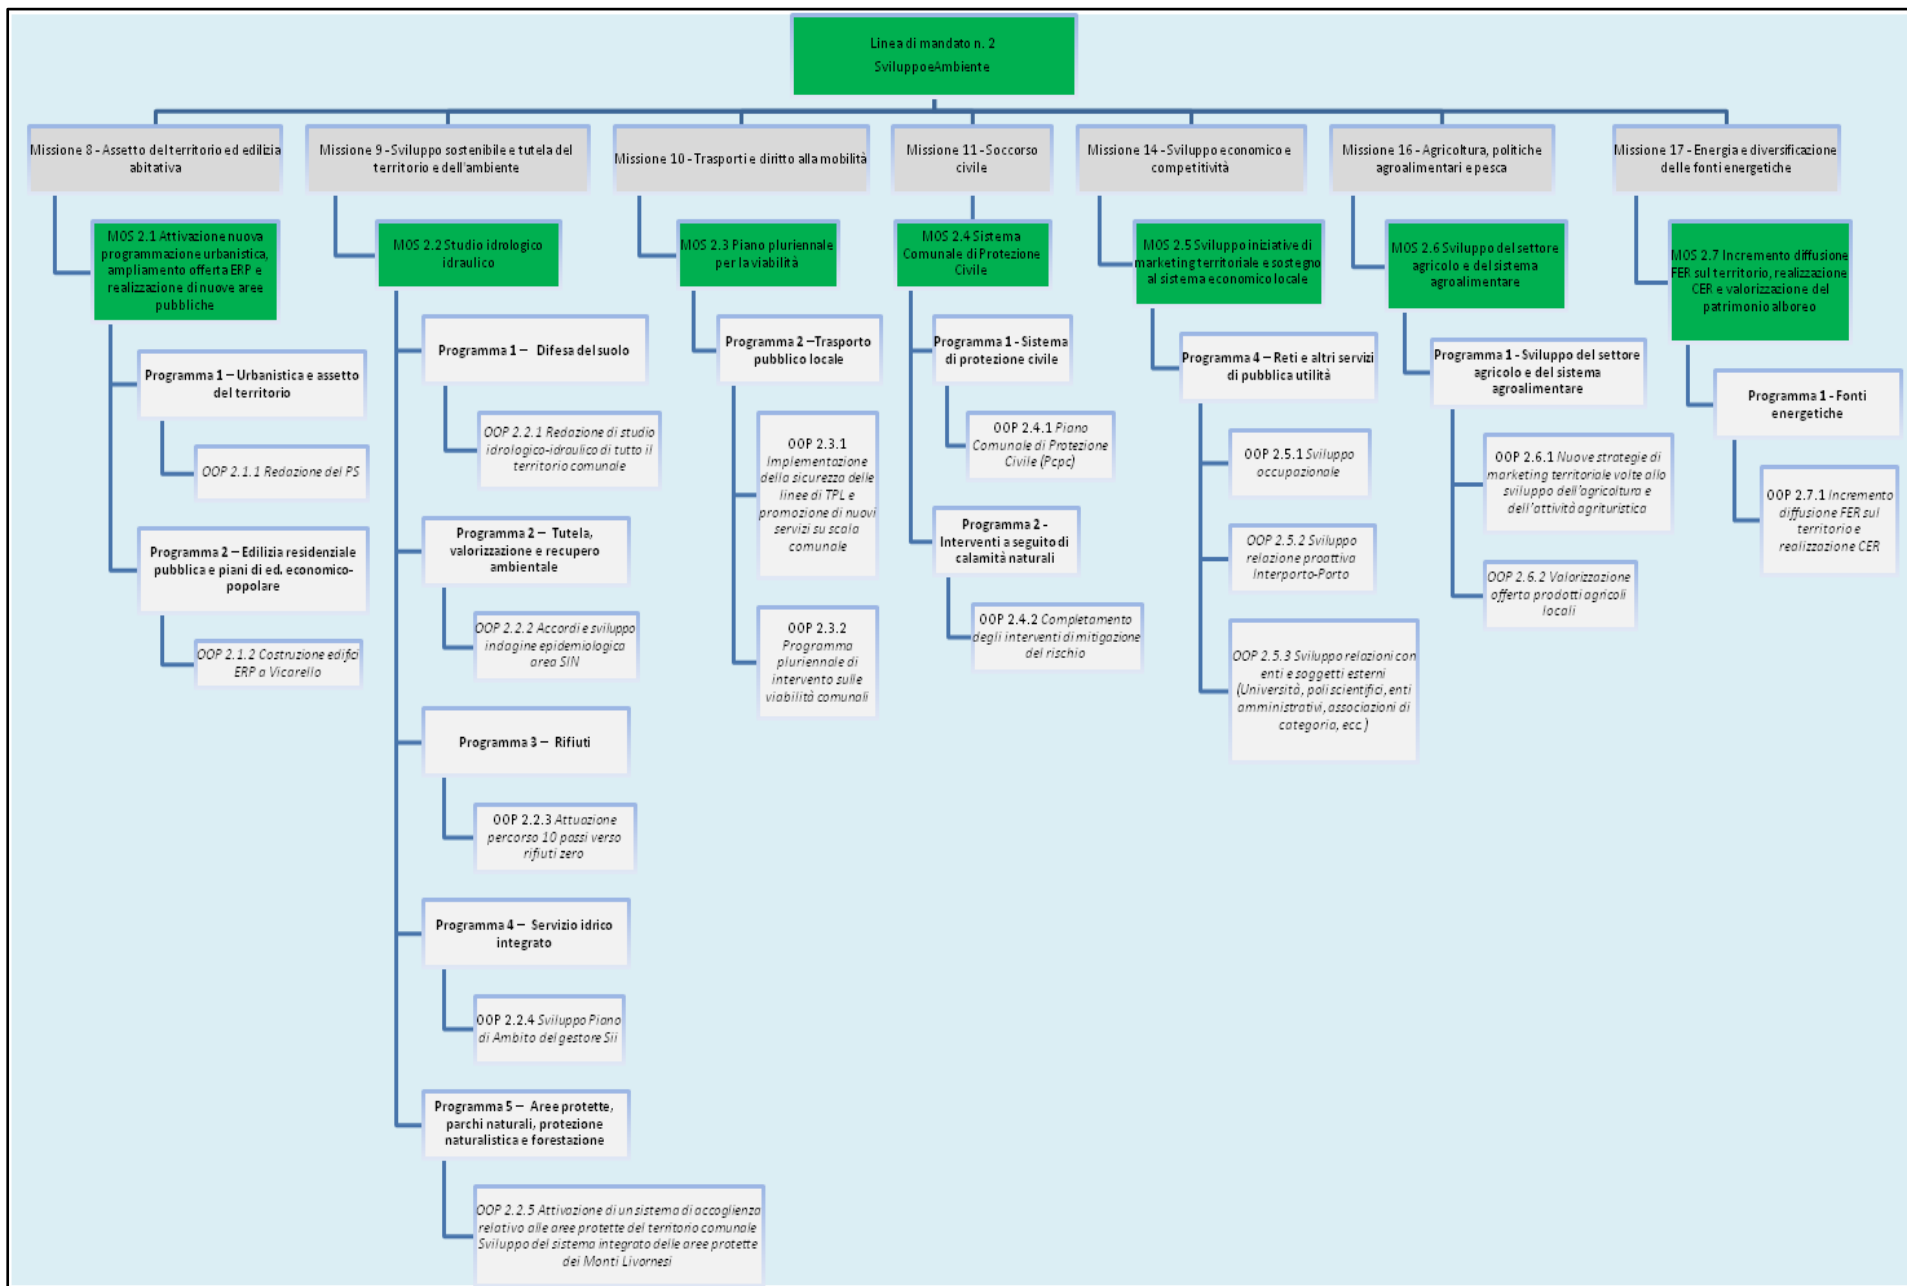 Linea di mandato n. 2
SviluppoeAmbiente
Missione 8 - Assetto del territorio ed edilizia
abitativa
Missione 9 - Sviluppo sostenibile e tutela del
territorio e dell'ambiente
Missione 10 - Trasporti e diritto alla mobilità
Missione 11 - Soccorso
civile
Missione 14 - Sviluppo economico e
competitività
Missione 16 - Agricoltura, politiche
agroalimentari e pesca
Missione 17 - Energia e diversificazione
delle fonti energetiche
MOS 2.1 Attivazione nuova
programmazione urbanistica,
ampliamento offerta ERP e
realizzazione di nuove aree
pubbliche
Programma 1 – Urbanistica e assetto
del territorio
OOP 2.1.1 Redazione del PS
Programma 2 – Edilizia residenziale
pubblica e piani di ed. economico-
popolare
OOP 2.1.2 Costruzione edifici
ERP a Vicarello
MOS 2.2 Studio idrologico
idraulico
Programma 1 – Difesa del suolo
OOP 2.2.1 Redazione di studio
idrologico-idraulico di tutto il
territorio comunale
Programma 2 – Tutela,
valorizzazione e recupero
ambientale
OOP 2.2.2 Accordi e sviluppo
indagine epidemiologica
area SIN
Programma 3 – Rifiuti
OOP 2.2.3 Attuazione
percorso 10 passi verso
rifiuti zero
Programma 4 – Servizio idrico
integrato
OOP 2.2.4 Sviluppo Piano
di Ambito del gestore Sii
Programma 5 – Aree protette,
parchi naturali, protezione
naturalistica e forestazione
OOP 2.2.5 Attivazione di un sistema di accoglienza
relativo alle aree protette del territorio comunale
Sviluppo del sistema integrato delle aree protette
dei Monti Livornesi
MOS 2.3 Piano pluriennale
per la viabilità
Programma 2 – Trasporto
pubblico locale
OOP 2.3.1
Implementazione
della sicurezza delle
linee di TPL e
promozione di nuovi
servizi su scala
comunale
OOP 2.3.2
Programma
pluriennale di
intervento sulle
viabilità comunali
MOS 2.4 Sistema
Comunale di Protezione
Civile
Programma 1 - Sistema
di protezione civile
OOP 2.4.1 Piano
Comunale di Protezione
Civile (Pcpc)
Programma 2 -
Interventi a seguito di
calamità naturali
OOP 2.4.2 Completamento
degli interventi di mitigazione
del rischio
MOS 2.5 Sviluppo iniziative di
marketing territoriale e sostegno
al sistema economico locale
Programma 4 – Reti e altri servizi
di pubblica utilità
OOP 2.5.1 Sviluppo
occupazionale
OOP 2.5.2 Sviluppo
relazione proattiva
Interporto-Porto
OOP 2.5.3 Sviluppo relazioni con
enti e soggetti esterni
(Università, poli scientifici, enti
amministrativi, associazioni di
categoria, ecc.)
MOS 2.6 Sviluppo del settore
agricolo e del sistema
agroalimentare
Programma 1 - Sviluppo del settore
agricolo e del sistema
agroalimentare
OOP 2.6.1 Nuove strategie di
marketing territoriale volte allo
sviluppo dell'agricoltura e
dell'attività agrituristica
OOP 2.6.2 Valorizzazione
offerta prodotti agricoli
locali
MOS 2.7 Incremento diffusione
FER sul territorio, realizzazione
CER e valorizzazione del
patrimonio alboreo
Programma 1 - Fonti
energetiche
OOP 2.7.1 Incremento
diffusione FER sul
territorio e
realizzazione CER